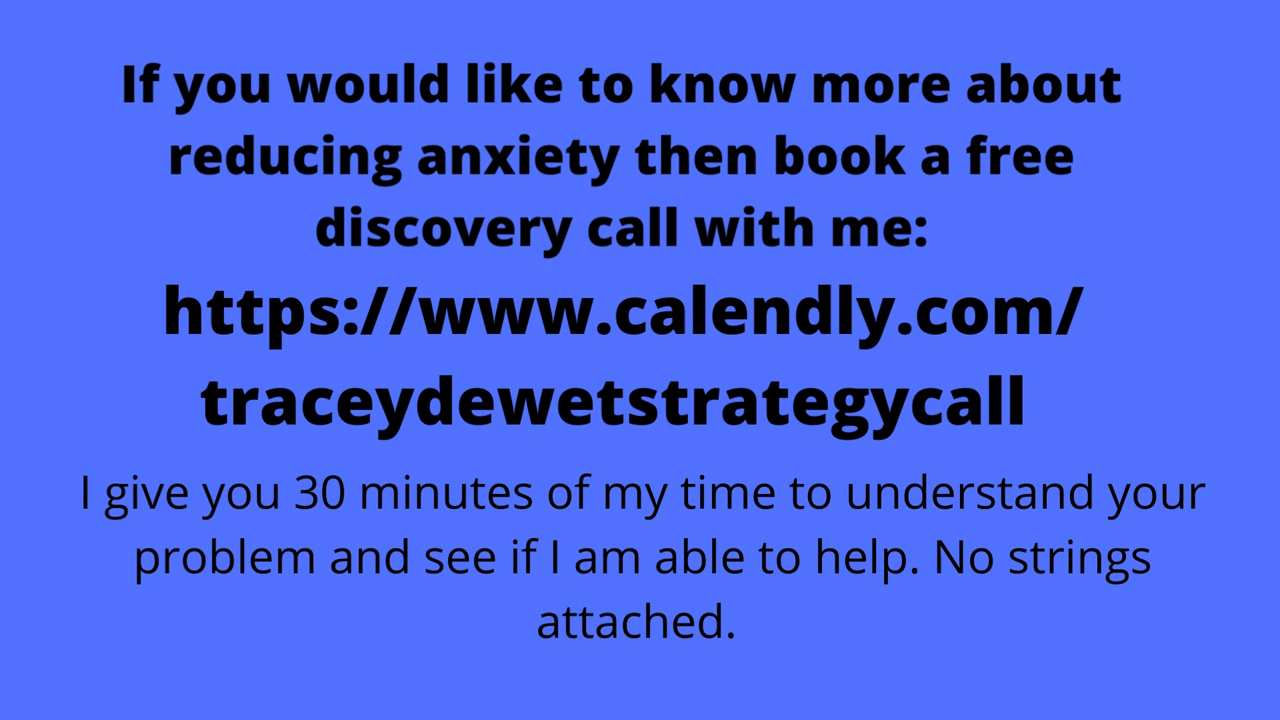 If you would like to know more about
reducing anxiety then book a free
discovery call with me:
https://www.calendly.com/
traceydewetstrategycall
I give you 30 minutes of my time to understand your
problem and see if I am able to help. No strings
attached.